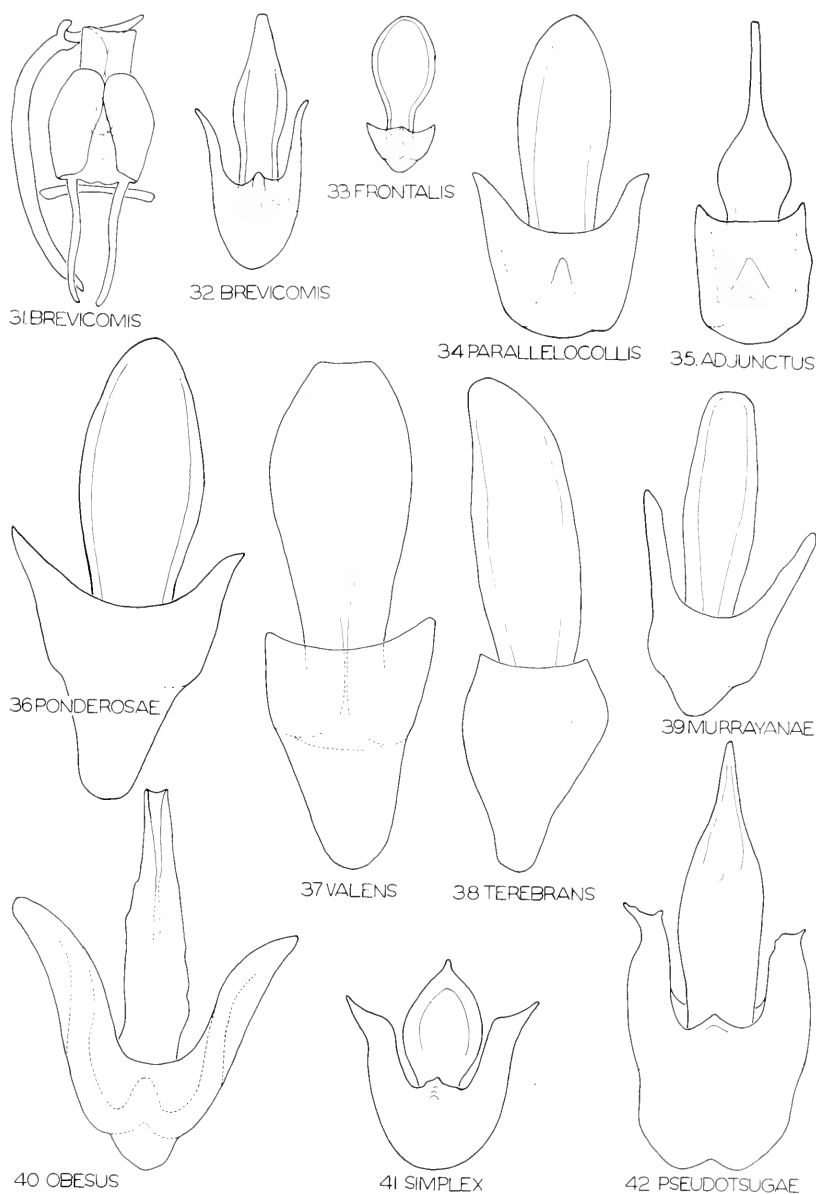 31. BREVICOMIS
32 BREVICOMIS
33 FRONTALIS
34 PARALLELOCOLLIS
35. ADJUNCTUS
36 PONDEROSAE
37 VALENS
38 TEREBRANS
39 MURRAYANAE
40 OBESUS
41 SIMPLEX
42 PSEUDOTSUGAE